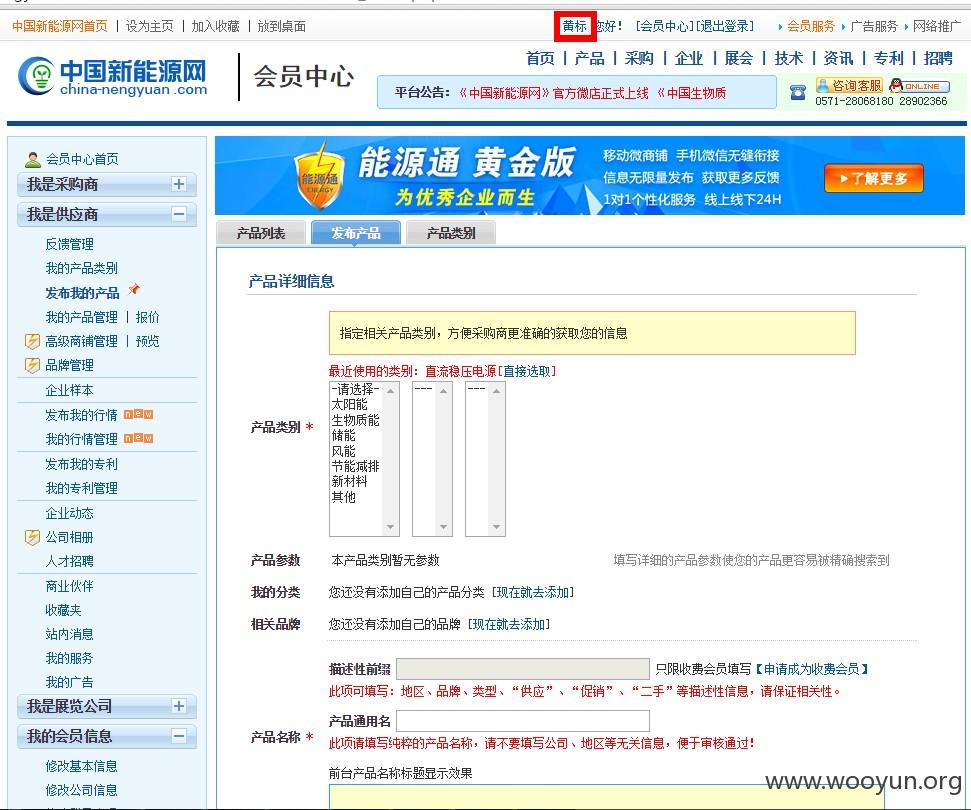 中国新能源网首页 | 设为主页 | 加入收藏 | 放到桌面
黄标 您好！ [会员中心][退出登录] 会员服务 广告服务 网络推广
中国新能源网
china-nengyuan.com
会员中心
首页 | 产品 | 采购 | 企业 | 展会 | 技术 | 资讯 | 专利 | 招聘
平台公告：《中国新能源网》官方微店正式上线 《中国生物质
咨询客服 ONLINE
0571-28068180 28902366
会员中心首页
我是采购商
我是供应商
反馈管理
我的产品类别
发布我的产品
我的产品管理 | 报价
高级商铺管理 | 预览
品牌管理
企业样本
发布我的行情 new
我的行情管理 new
发布我的专利
我的专利管理
企业动态
公司相册
人才招聘
商业伙伴
收藏夹
站内消息
我的服务
我的广告
我是展览公司
我的会员信息
修改基本信息
修改公司信息
能源通
ENERGY
能源通 黄金版
为优秀企业而生
移动微商铺 手机微信无缝衔接
信息无限量发布 获取更多反馈
1对1个性化服务 线上线下24H
了解更多
产品列表 发布产品 产品类别
产品详细信息
指定相关产品类别，方便采购商更准确的获取您的信息
最近使用的类别：直流稳压电源[直接选取]
产品类别 *
-请选择-
太阳能
生物质能
储能
风能
节能减排
新材料
其他
---
---
产品参数 本产品类别暂无参数 填写详细的产品参数使您的产品更容易被精确搜索到
我的分类 您还没有添加自己的产品分类 [现在就去添加]
相关品牌 您还没有添加自己的品牌 [现在就去添加]
描述性前缀 只限收费会员填写【申请成为收费会员】
此项可填写：地区、品牌、类型、“供应”、“促销”、“二手”等描述性信息，请保证相关性。
产品名称 *
产品通用名
此项请填写纯粹的产品名称，请不要填写公司、地区等无关信息，便于审核通过！
前台产品名称标题显示效果
www.wooyun.org